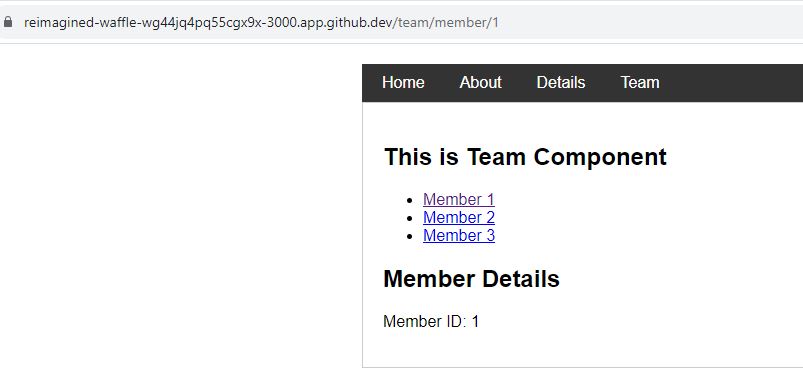 reimagined-waffle-wg44jq4pq55cgx9x-3000.app.github.dev/team/member/1
Home About Details Team
This is Team Component
Member 1
Member 2
Member 3
Member Details
Member ID: 1